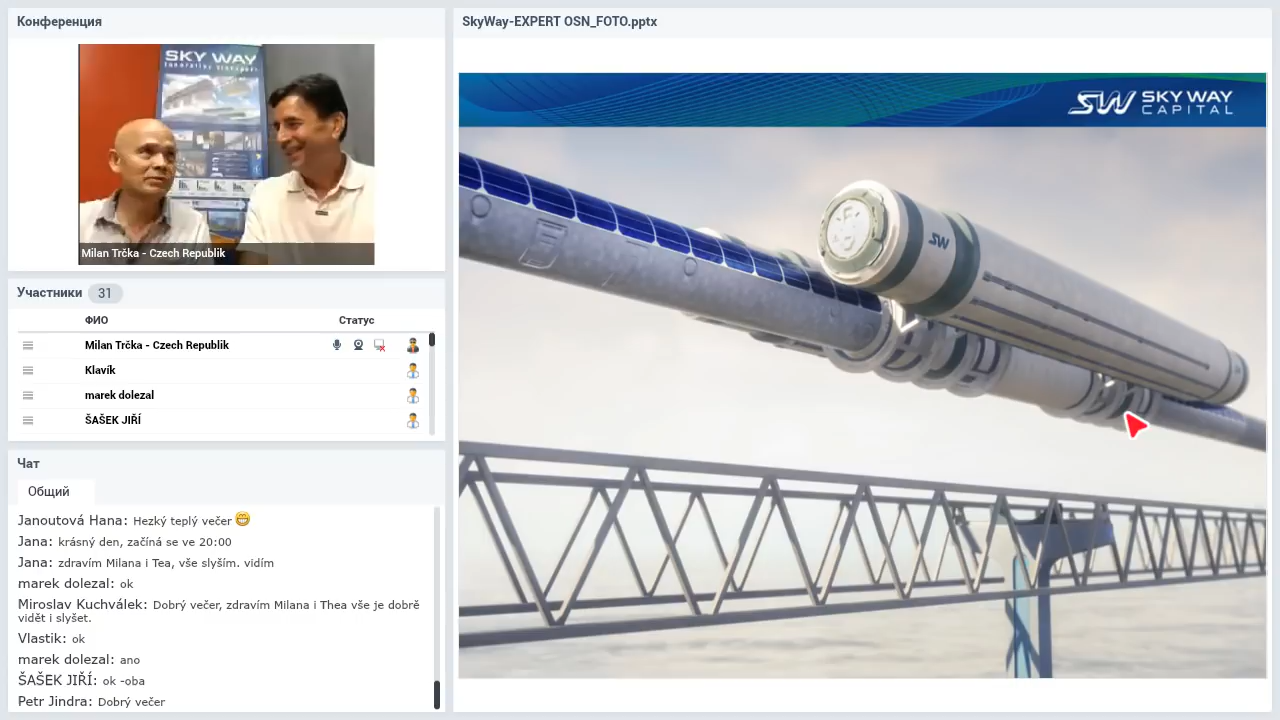 Конференция
SKY WAY
Milan Trčka - Czech Republik
Участники 31
ФИО Статус
Milan Trčka - Czech Republik
Klavík
marek dolezal
ŠAŠEK JIŘÍ
Чат
Общий
Janoutová Hana: Hezký teplý večer
Jana: krásný den, začíná se ve 20:00
Jana: zdravím Milana i Tea, vše slyším. vidím
marek dolezal: ok
Miroslav Kuchválek: Dobrý večer, zdravím Milana i Thea vše je dobrě
vidět i slyšet.
Vlastik: ok
marek dolezal: ano
ŠAŠEK JIŘÍ: ok -oba
Petr Jindra: Dobrý večer
SkyWay-EXPERT OSN_FOTO.pptx
SW SKY WAY
CAPITAL
SW